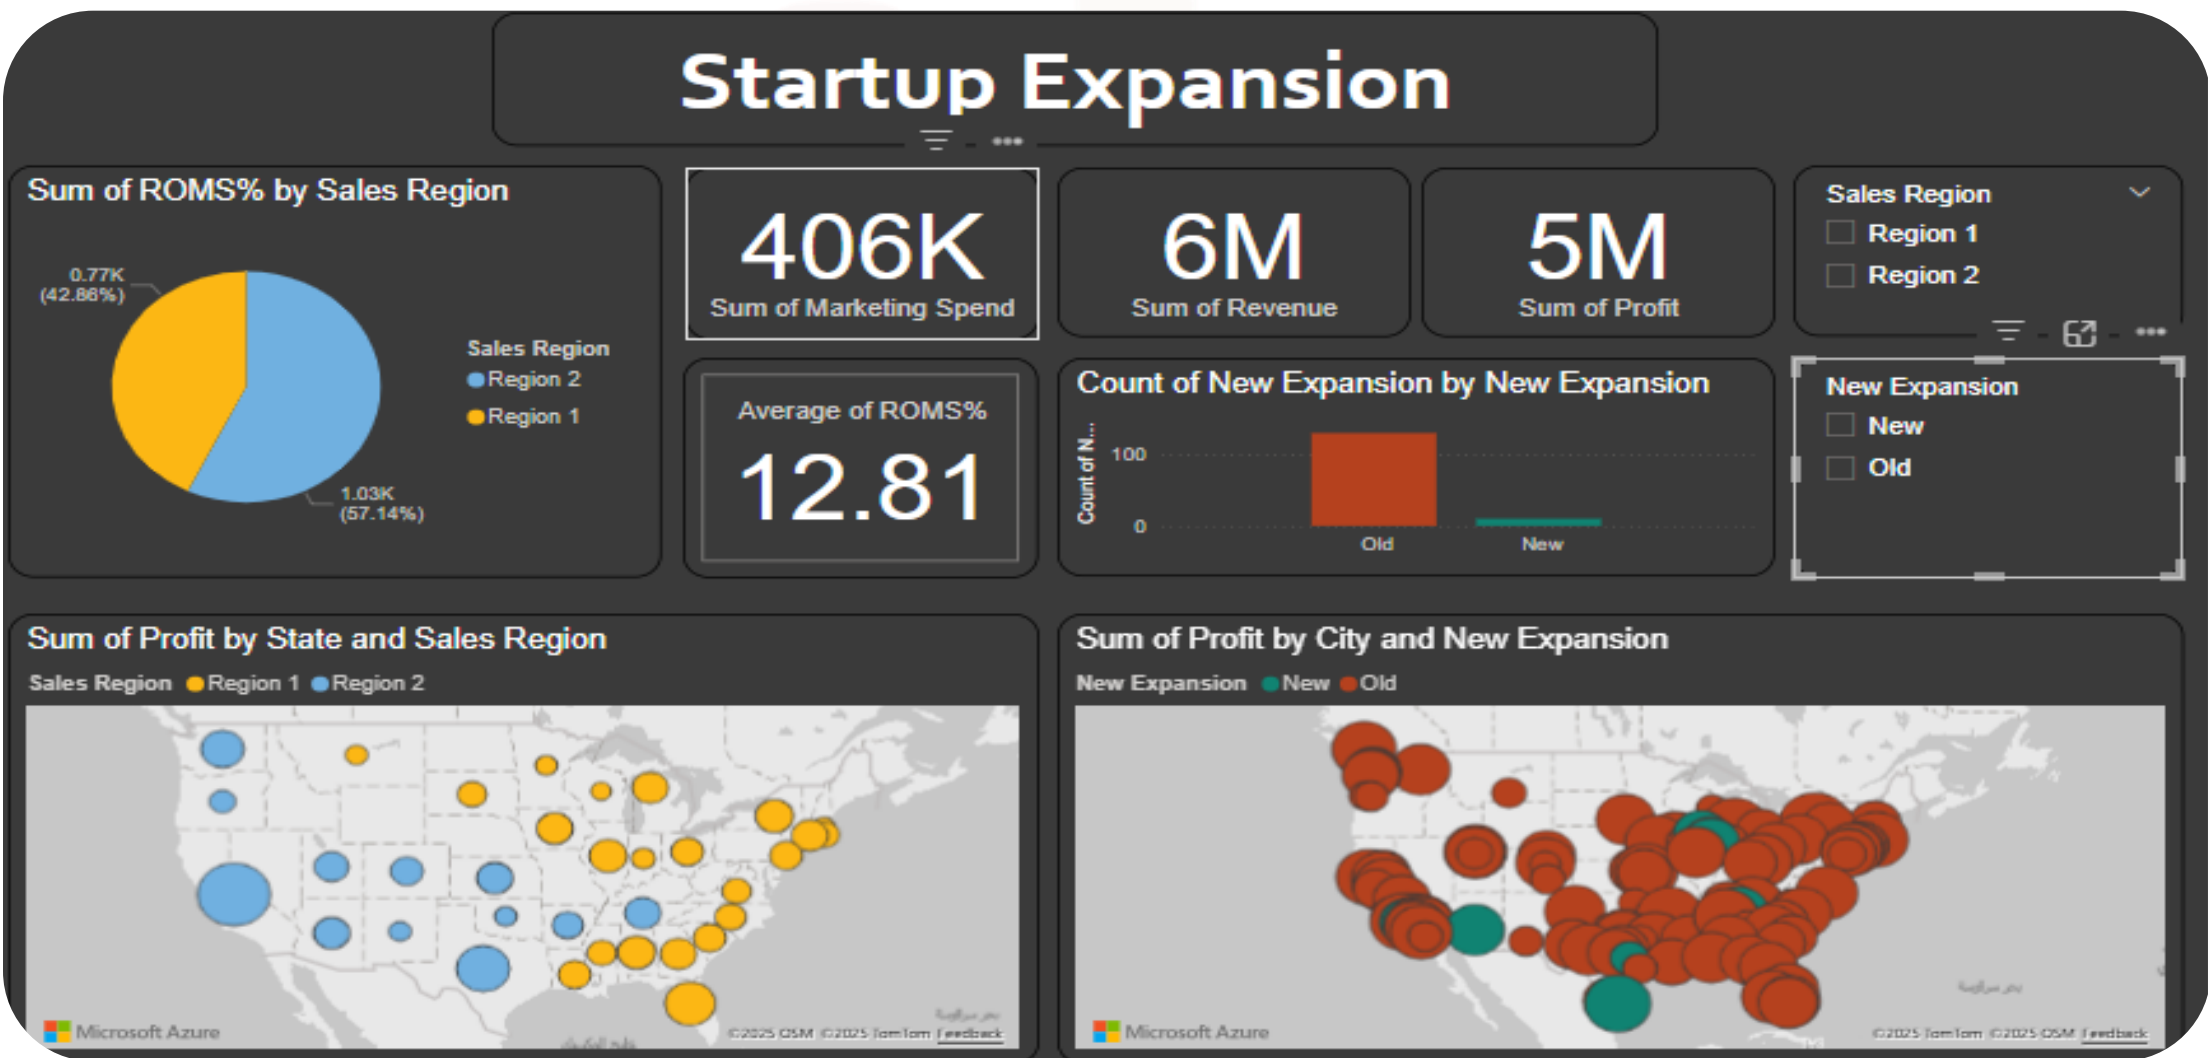 Startup Expansion
Sum of ROMS% by Sales Region
0.77K
(42.86%)
Sales Region
Region 2
Region 1
1.03K
(57.14%)
406K
Sum of Marketing Spend
6M
Sum of Revenue
5M
Sum of Profit
Sales Region
Region 1
Region 2
Average of ROMS%
12.81
Count of New Expansion by New Expansion
Count of N...
100
0
Old
New
New Expansion
New
Old
Sum of Profit by State and Sales Region
Sales Region Region 1 Region 2
Microsoft Azure
©2025 OSM ©2025 TomTom Feedback
Sum of Profit by City and New Expansion
New Expansion New Old
Microsoft Azure
©2025 TomTom ©2025 OSM Feedback